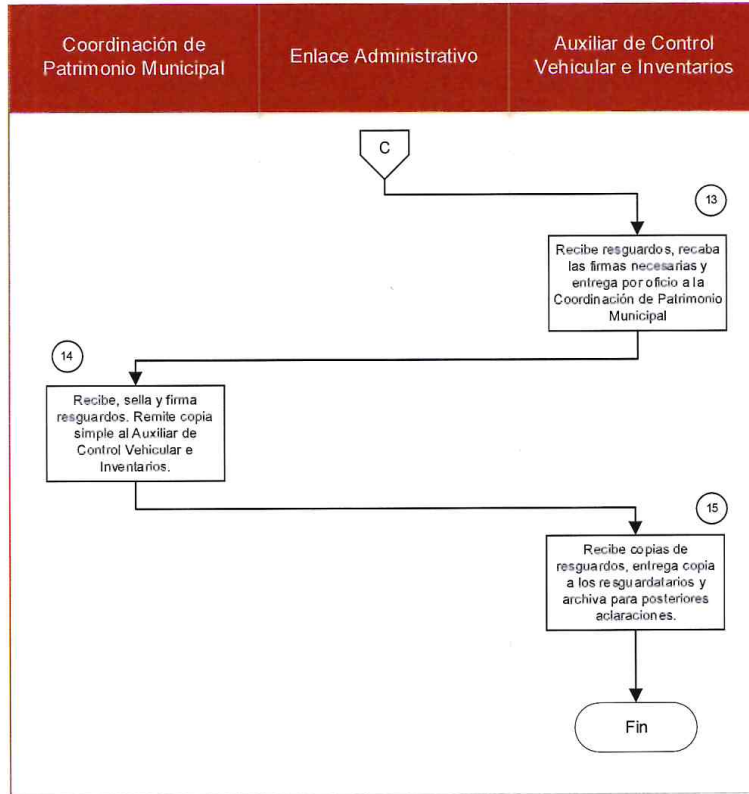 Coordinación de
Patrimonio Municipal
Enlace Administrativo
Auxiliar de Control
Vehicular e Inventarios
C
13
Recibe resguardos, recaba
las firmas necesarias y
entrega por oficio a la
Coordinación de Patrimonio
Municipal
14
Recibe, sella y firma
resguardos. Remite copia
simple al Auxiliar de
Control Vehicular e
Inventarios.
15
Recibe copias de
resguardos, entrega copia
a los resguardatarios y
archiva para posteriores
aclaraciones.
Fin